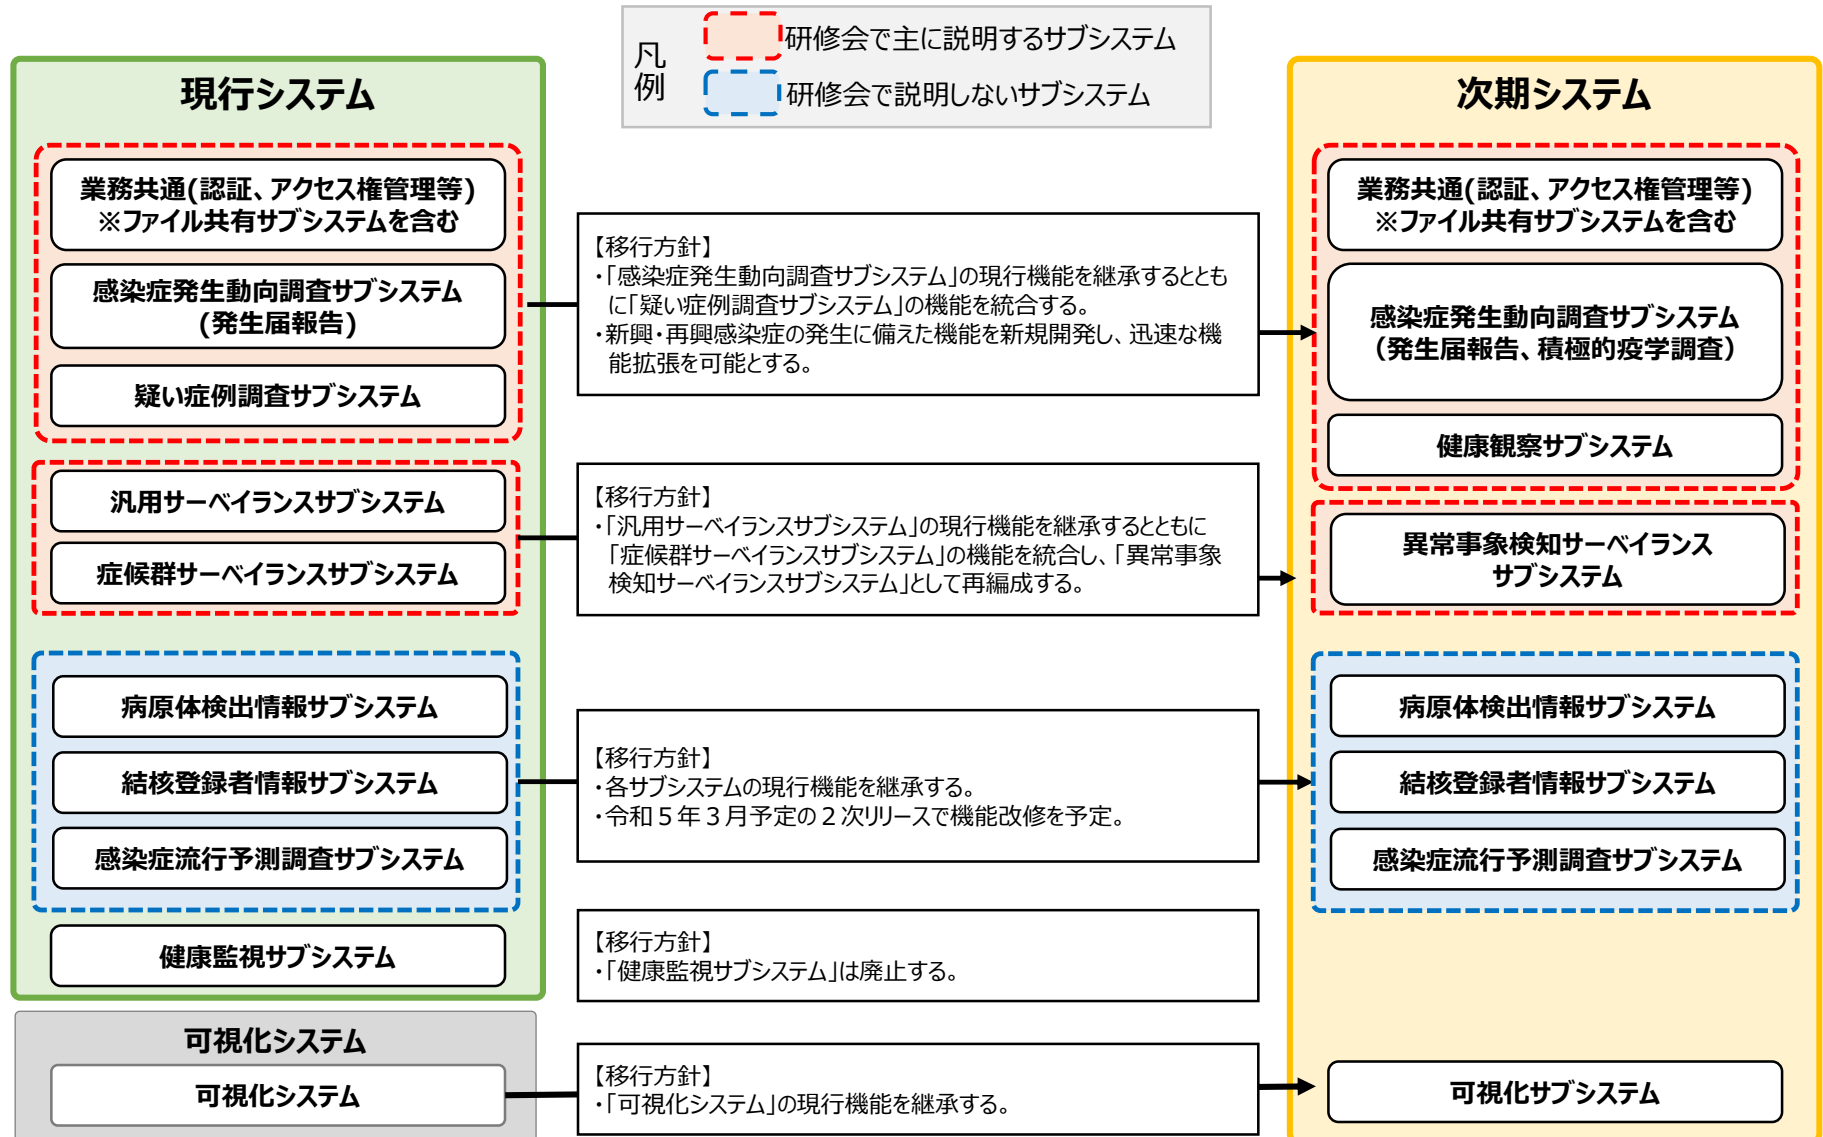 凡
例
研修会で主に説明するサブシステム
研修会で説明しないサブシステム
現行システム
業務共通(認証、アクセス権管理等)
※ファイル共有サブシステムを含む
感染症発生動向調査サブシステム
(発生届報告)
疑い症例調査サブシステム
汎用サーベイランスサブシステム
症候群サーベイランスサブシステム
病原体検出情報サブシステム
結核登録者情報サブシステム
感染症流行予測調査サブシステム
健康監視サブシステム
可視化システム
可視化システム
【移行方針】
・「感染症発生動向調査サブシステム」の現行機能を継承するととも
に「疑い症例調査サブシステム」の機能を統合する。
・新興・再興感染症の発生に備えた機能を新規開発し、迅速な機
能拡張を可能とする。
【移行方針】
・「汎用サーベイランスサブシステム」の現行機能を継承するとともに
「症候群サーベイランスサブシステム」の機能を統合し、「異常事象
検知サーベイランスサブシステム」として再編成する。
【移行方針】
・各サブシステムの現行機能を継承する。
・令和５年３月予定の２次リリースで機能改修を予定。
【移行方針】
・「健康監視サブシステム」は廃止する。
【移行方針】
・「可視化システム」の現行機能を継承する。
次期システム
業務共通(認証、アクセス権管理等)
※ファイル共有サブシステムを含む
感染症発生動向調査サブシステム
（発生届報告、積極的疫学調査）
健康観察サブシステム
異常事象検知サーベイランス
サブシステム
病原体検出情報サブシステム
結核登録者情報サブシステム
感染症流行予測調査サブシステム
可視化サブシステム